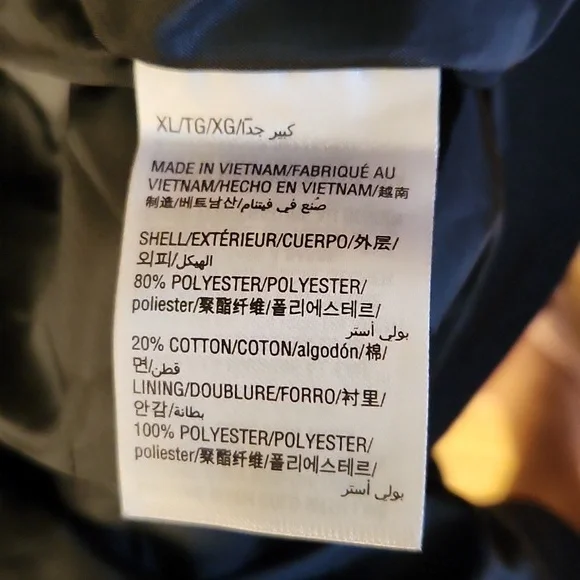 XL/TG/XG/كبير جدًا
MADE IN VIETNAM/FABRIQUÉ AU
VIETNAM/HECHO EN VIETNAM/越南
制造/베트남산/صُنع في فيتنام
SHELL/EXTÉRIEUR/CUERPO/外层/
외피/الهيكل
80% POLYESTER/POLYESTER/
poliester/聚酯纤维/폴리에스테르/
بولي أستر
20% COTTON/COTON/algodón/棉/
면/قطن
LINING/DOUBLURE/FORRO/衬里/
안감/بطانة
100% POLYESTER/POLYESTER/
poliester/聚酯纤维/폴리에스테르/
بولي أستر